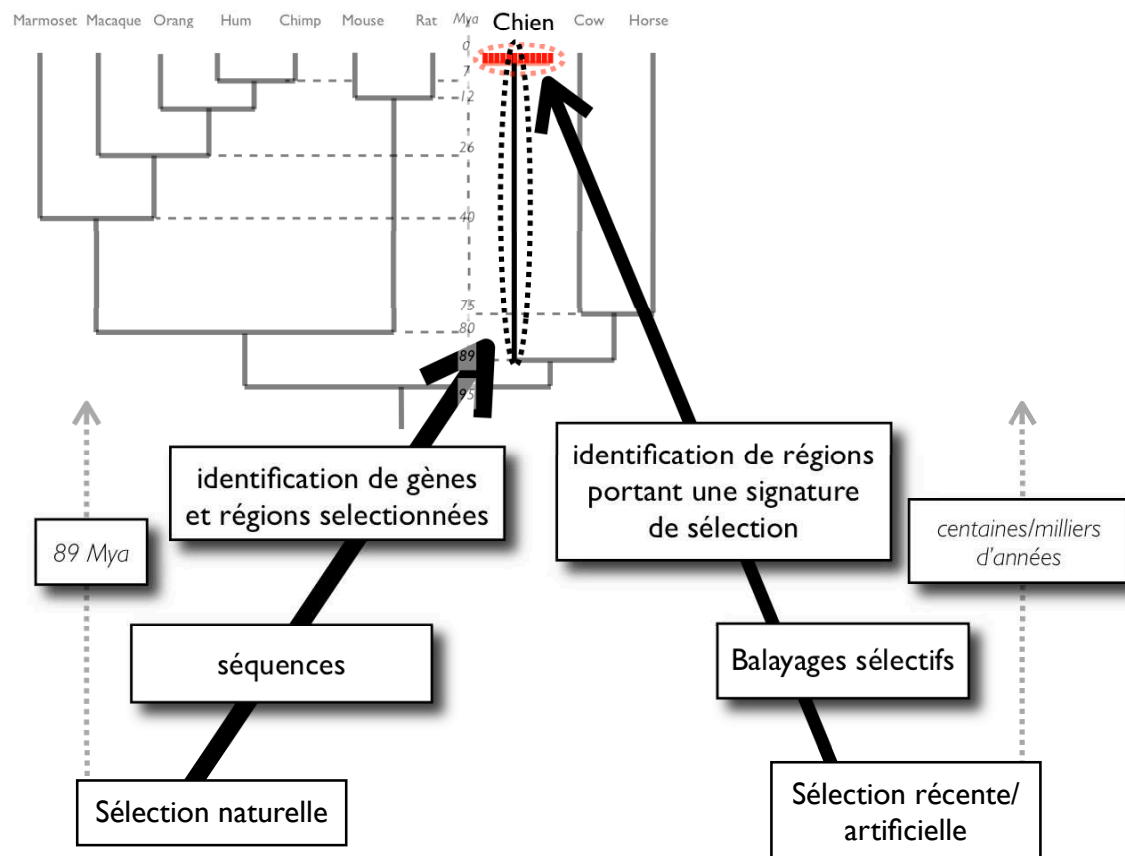 Marmoset Macaque Orang Hum Chimp Mouse Rat Mya Chien Cow Horse
0
7
12
26
40
75
80
89
95
identification de gènes
et régions selectionnées
identification de régions
portant une signature
de sélection
89 Mya
centaines/milliers
d'années
séquences
Balayages sélectifs
Sélection naturelle
Sélection récente/
artificielle